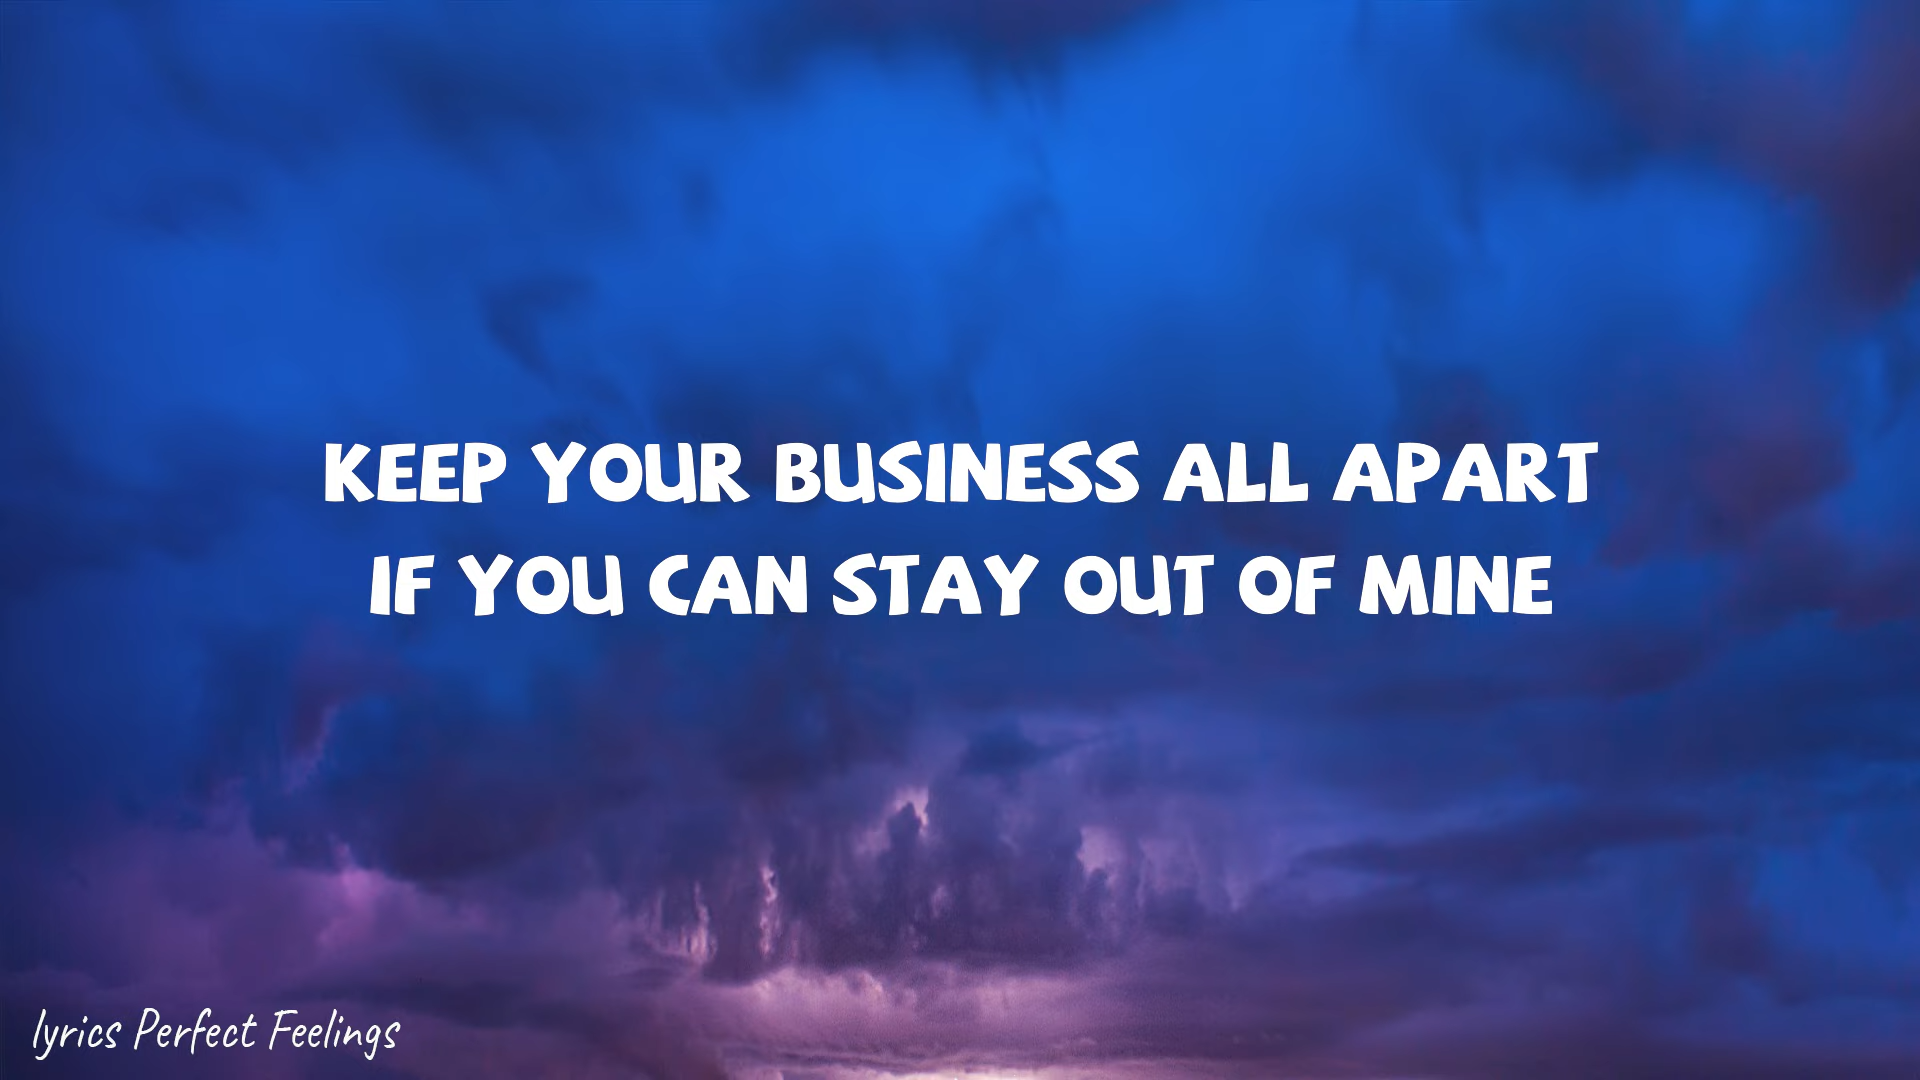 KEEP YOUR BUSINESS ALL APART
IF YOU CAN STAY OUT OF MINE
lyrics Perfect Feelings